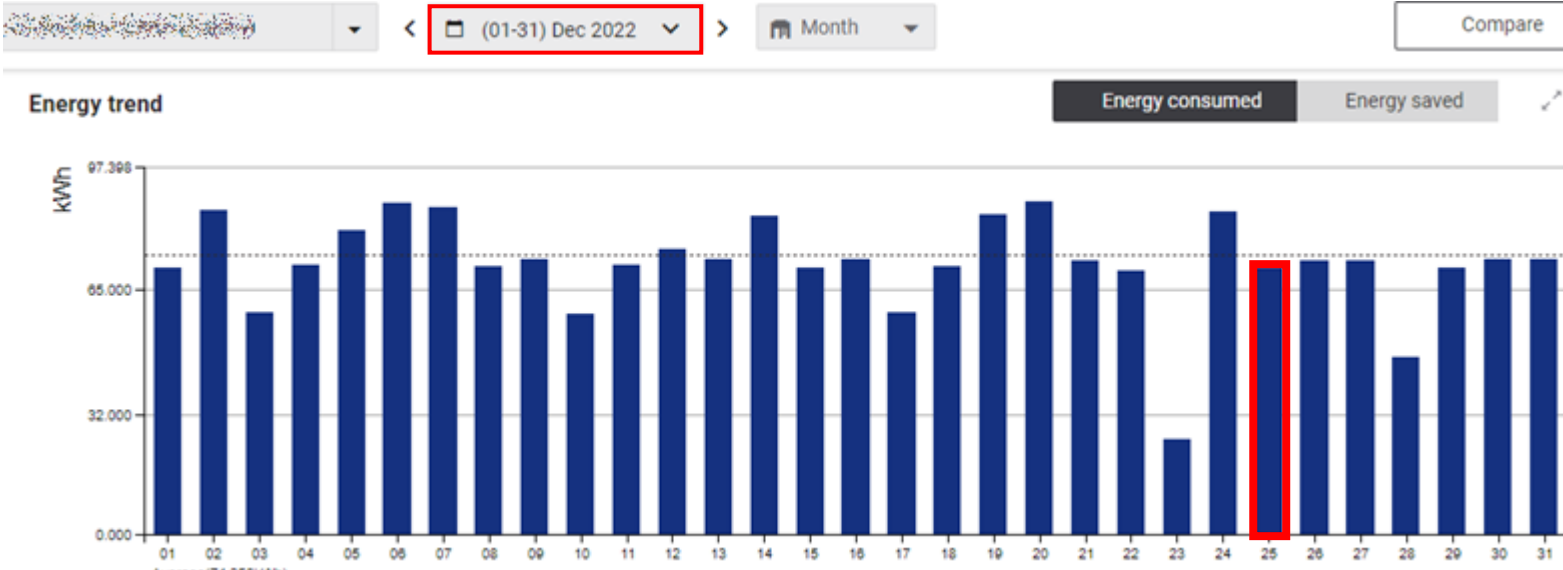 (01-31) Dec 2022
Month
Compare
Energy trend
Energy consumed
Energy saved
kWh
97.398
65.000
32.000
0.000
01 02 03 04 05 06 07 08 09 10 11 12 13 14 15 16 17 18 19 20 21 22 23 24 25 26 27 28 29 30 31